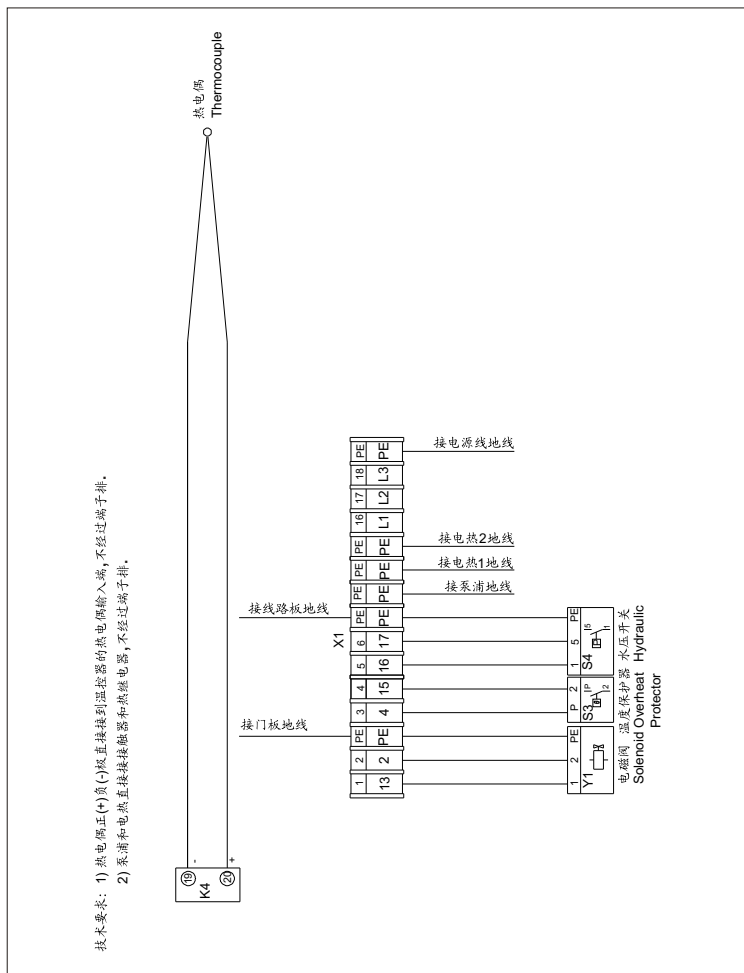 技术要求: 1) 热电偶正(+)负(-)极直接接到温控器的热电偶输入端,不经过端子排.
2) 泵浦和电热直接接接触器和热继电器,不经过端子排.
热电偶
Thermocouple
K4
19
-
20
+
接门板地线
接线路板地线
X1
1 2 PE 3 4 5 6 PE PE PE PE 16 17 18 PE
13 2 PE 4 15 16 17 PE PE PE PE L1 L2 L3 PE
接泵浦地线
接电热1地线
接电热2地线
接电源线地线
1 2 PE
Y1
P 2
S3
IP
2
1 5 PE
S4
P
I5
1
电磁阀 温度保护器 水压开关
Solenoid Overheat Hydraulic
Protector